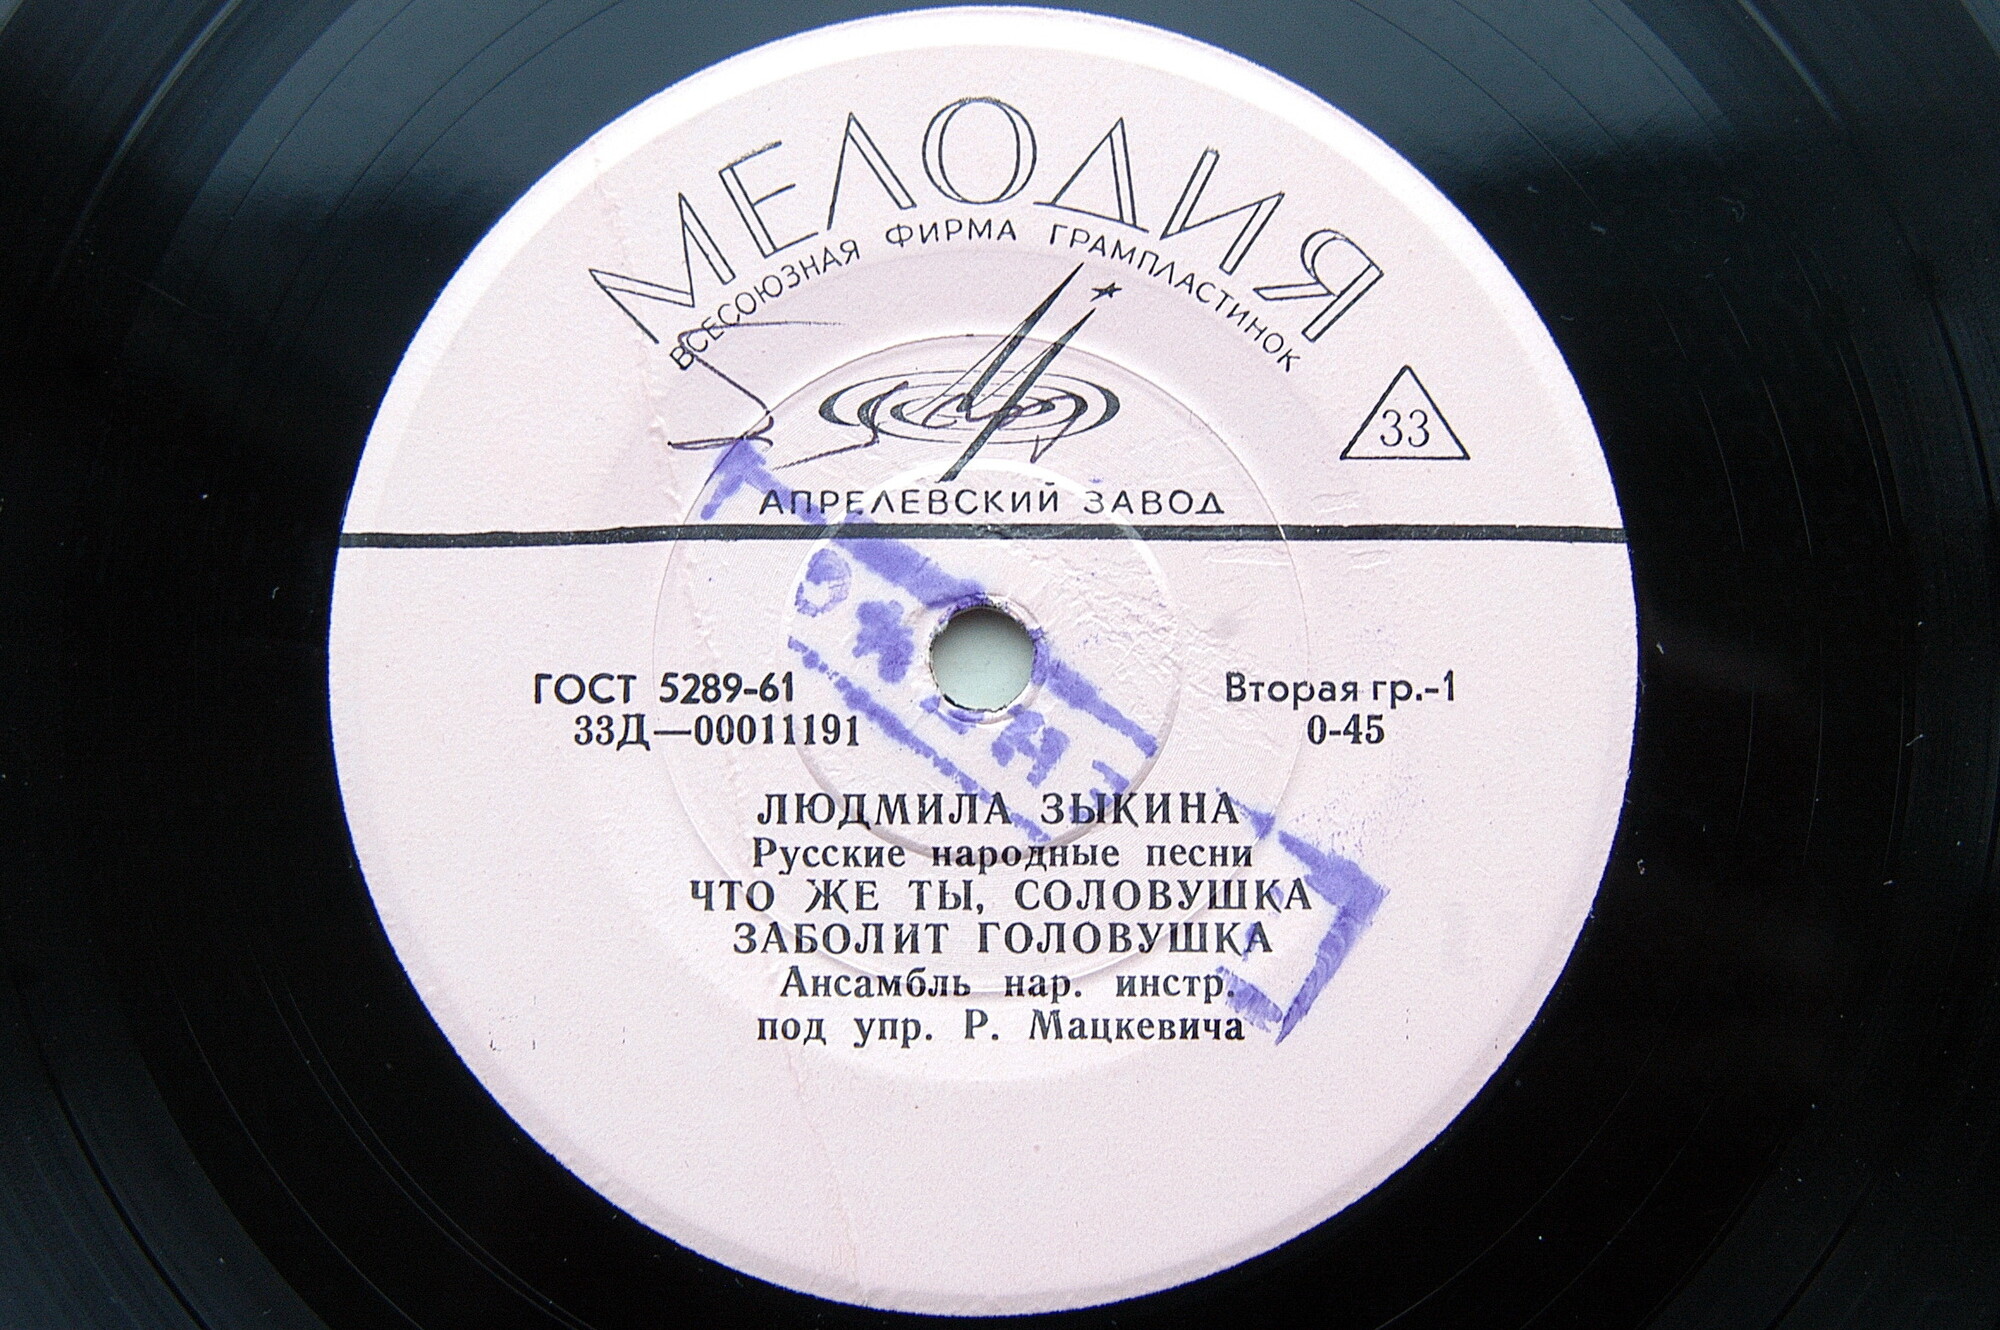 МЕЛОДИЯ
ВСЕСОЮЗНАЯ ФИРМА ГРАМПЛАСТИНОК
33
АПРЕЛЕВСКИЙ ЗАВОД
ГОСТ 5289-61
33Д—00011191
Вторая гр.-1
0-45
ЛЮДМИЛА ЗЫКИНА
Русские народные песни
ЧТО ЖЕ ТЫ, СОЛОВУШКА
ЗАБОЛИТ ГОЛОВУШКА
Ансамбль нар. инстр.
под упр. Р. Мацкевича